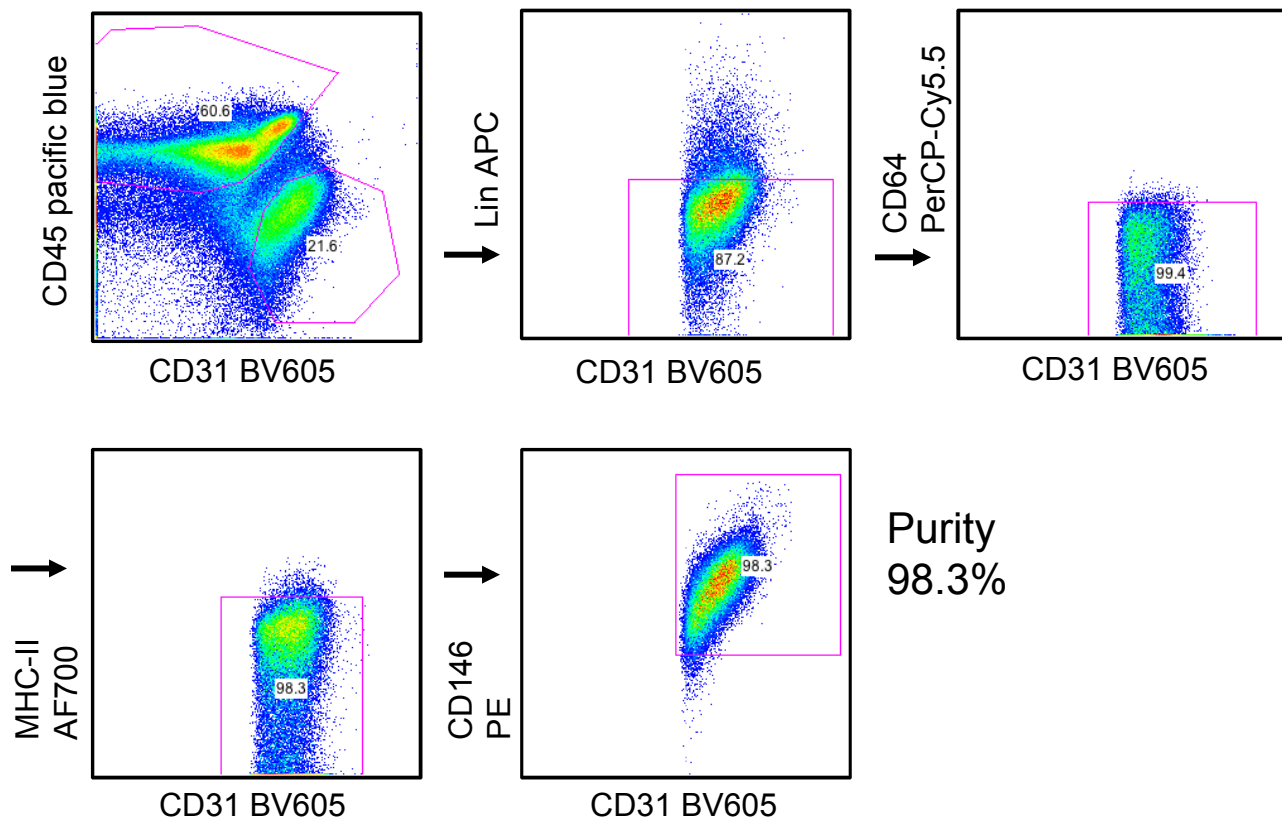 CD45 pacific blue
60.6
21.6
CD31 BV605
Lin APC
87.2
CD31 BV605
CD64
PerCP-Cy5.5
99.4
CD31 BV605
MHC-II
AF700
98.3
CD31 BV605
CD146
PE
98.3
CD31 BV605
Purity
98.3%